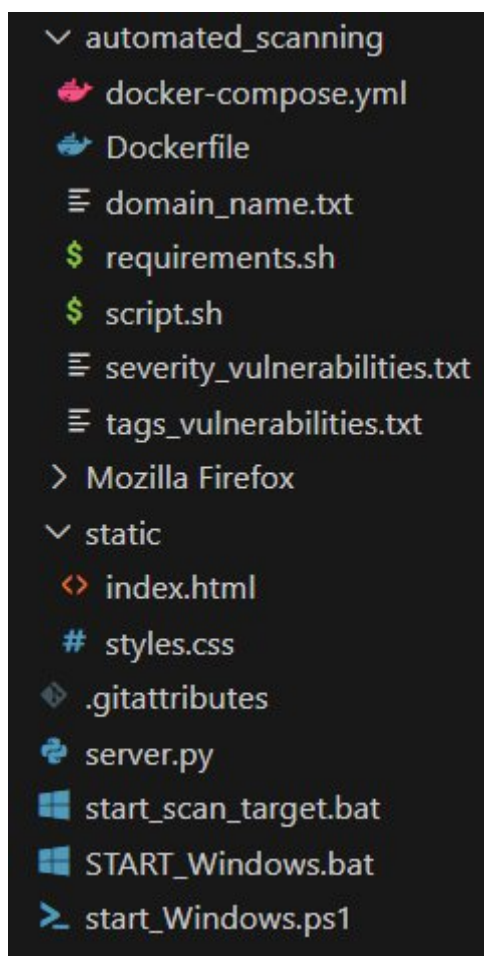 automated_scanning
docker-compose.yml
Dockerfile
domain_name.txt
$ requirements.sh
$ script.sh
severity_vulnerabilities.txt
tags_vulnerabilities.txt
Mozilla Firefox
static
<> index.html
# styles.css
.gitattributes
server.py
start_scan_target.bat
START_Windows.bat
start_Windows.ps1